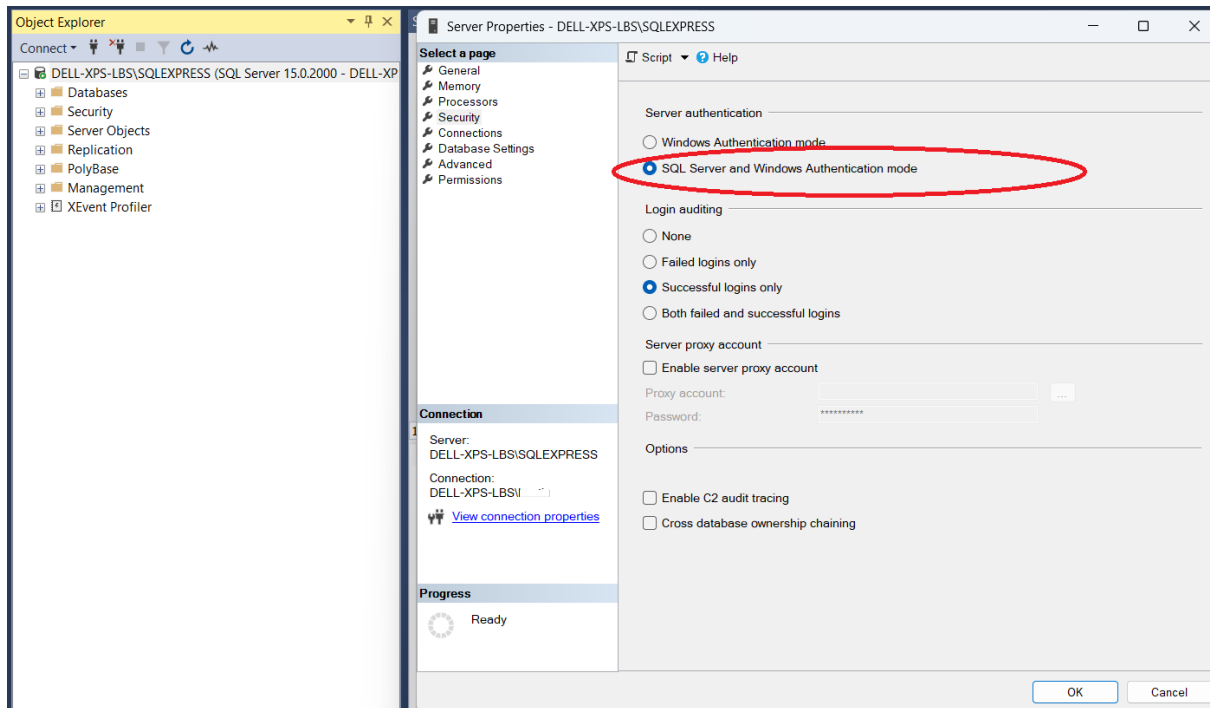 Object Explorer
Connect
DELL-XPS-LBS\SQLEXPRESS (SQL Server 15.0.2000 - DELL-XP
Databases
Security
Server Objects
Replication
PolyBase
Management
XEvent Profiler
Server Properties - DELL-XPS-LBS\SQLEXPRESS
Select a page
General
Memory
Processors
Security
Connections
Database Settings
Advanced
Permissions
Connection
Server:
DELL-XPS-LBS\SQLEXPRESS
Connection:
DELL-XPS-LBS\
View connection properties
Progress
Ready
Script Help
Server authentication
Windows Authentication mode
SQL Server and Windows Authentication mode
Login auditing
None
Failed logins only
Successful logins only
Both failed and successful logins
Server proxy account
Enable server proxy account
Proxy account:
...
Password:
**********
Options
Enable C2 audit tracing
Cross database ownership chaining
OK Cancel